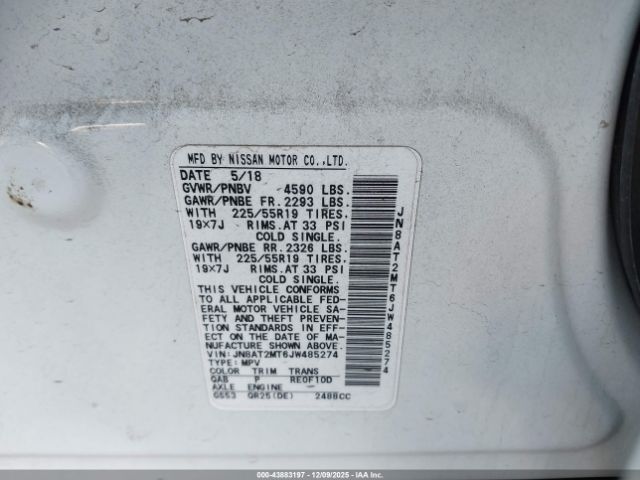 MFD BY NISSAN MOTOR CO.,LTD.
DATE 5/18
GVWR/PNBV 4590 LBS.
GAWR/PNBE FR. 2293 LBS.
WITH 225/55R19 TIRES.
19X7J RIMS. AT 33 PSI
COLD SINGLE.
GAWR/PNBE RR. 2326 LBS.
WITH 225/55R19 TIRES.
19X7J RIMS. AT 33 PSI
COLD SINGLE.
THIS VEHICLE CONFORMS
TO ALL APPLICABLE FED-
ERAL MOTOR VEHICLE SA-
FETY AND THEFT PREVENTION
STANDARDS IN EFF-
ECT ON THE DATE OF MA-
NUFACTURE SHOWN ABOVE.
VIN: JN8AT2MT6JW485274
TYPE: MPV
COLOR TRIM TRANS
QAB P RE0F10D
AXLE ENGINE
GS53 QR25(DE) 2488CC
JN8AT2MT6JW485274
000-43883197 12/09/2025 IAA Inc.